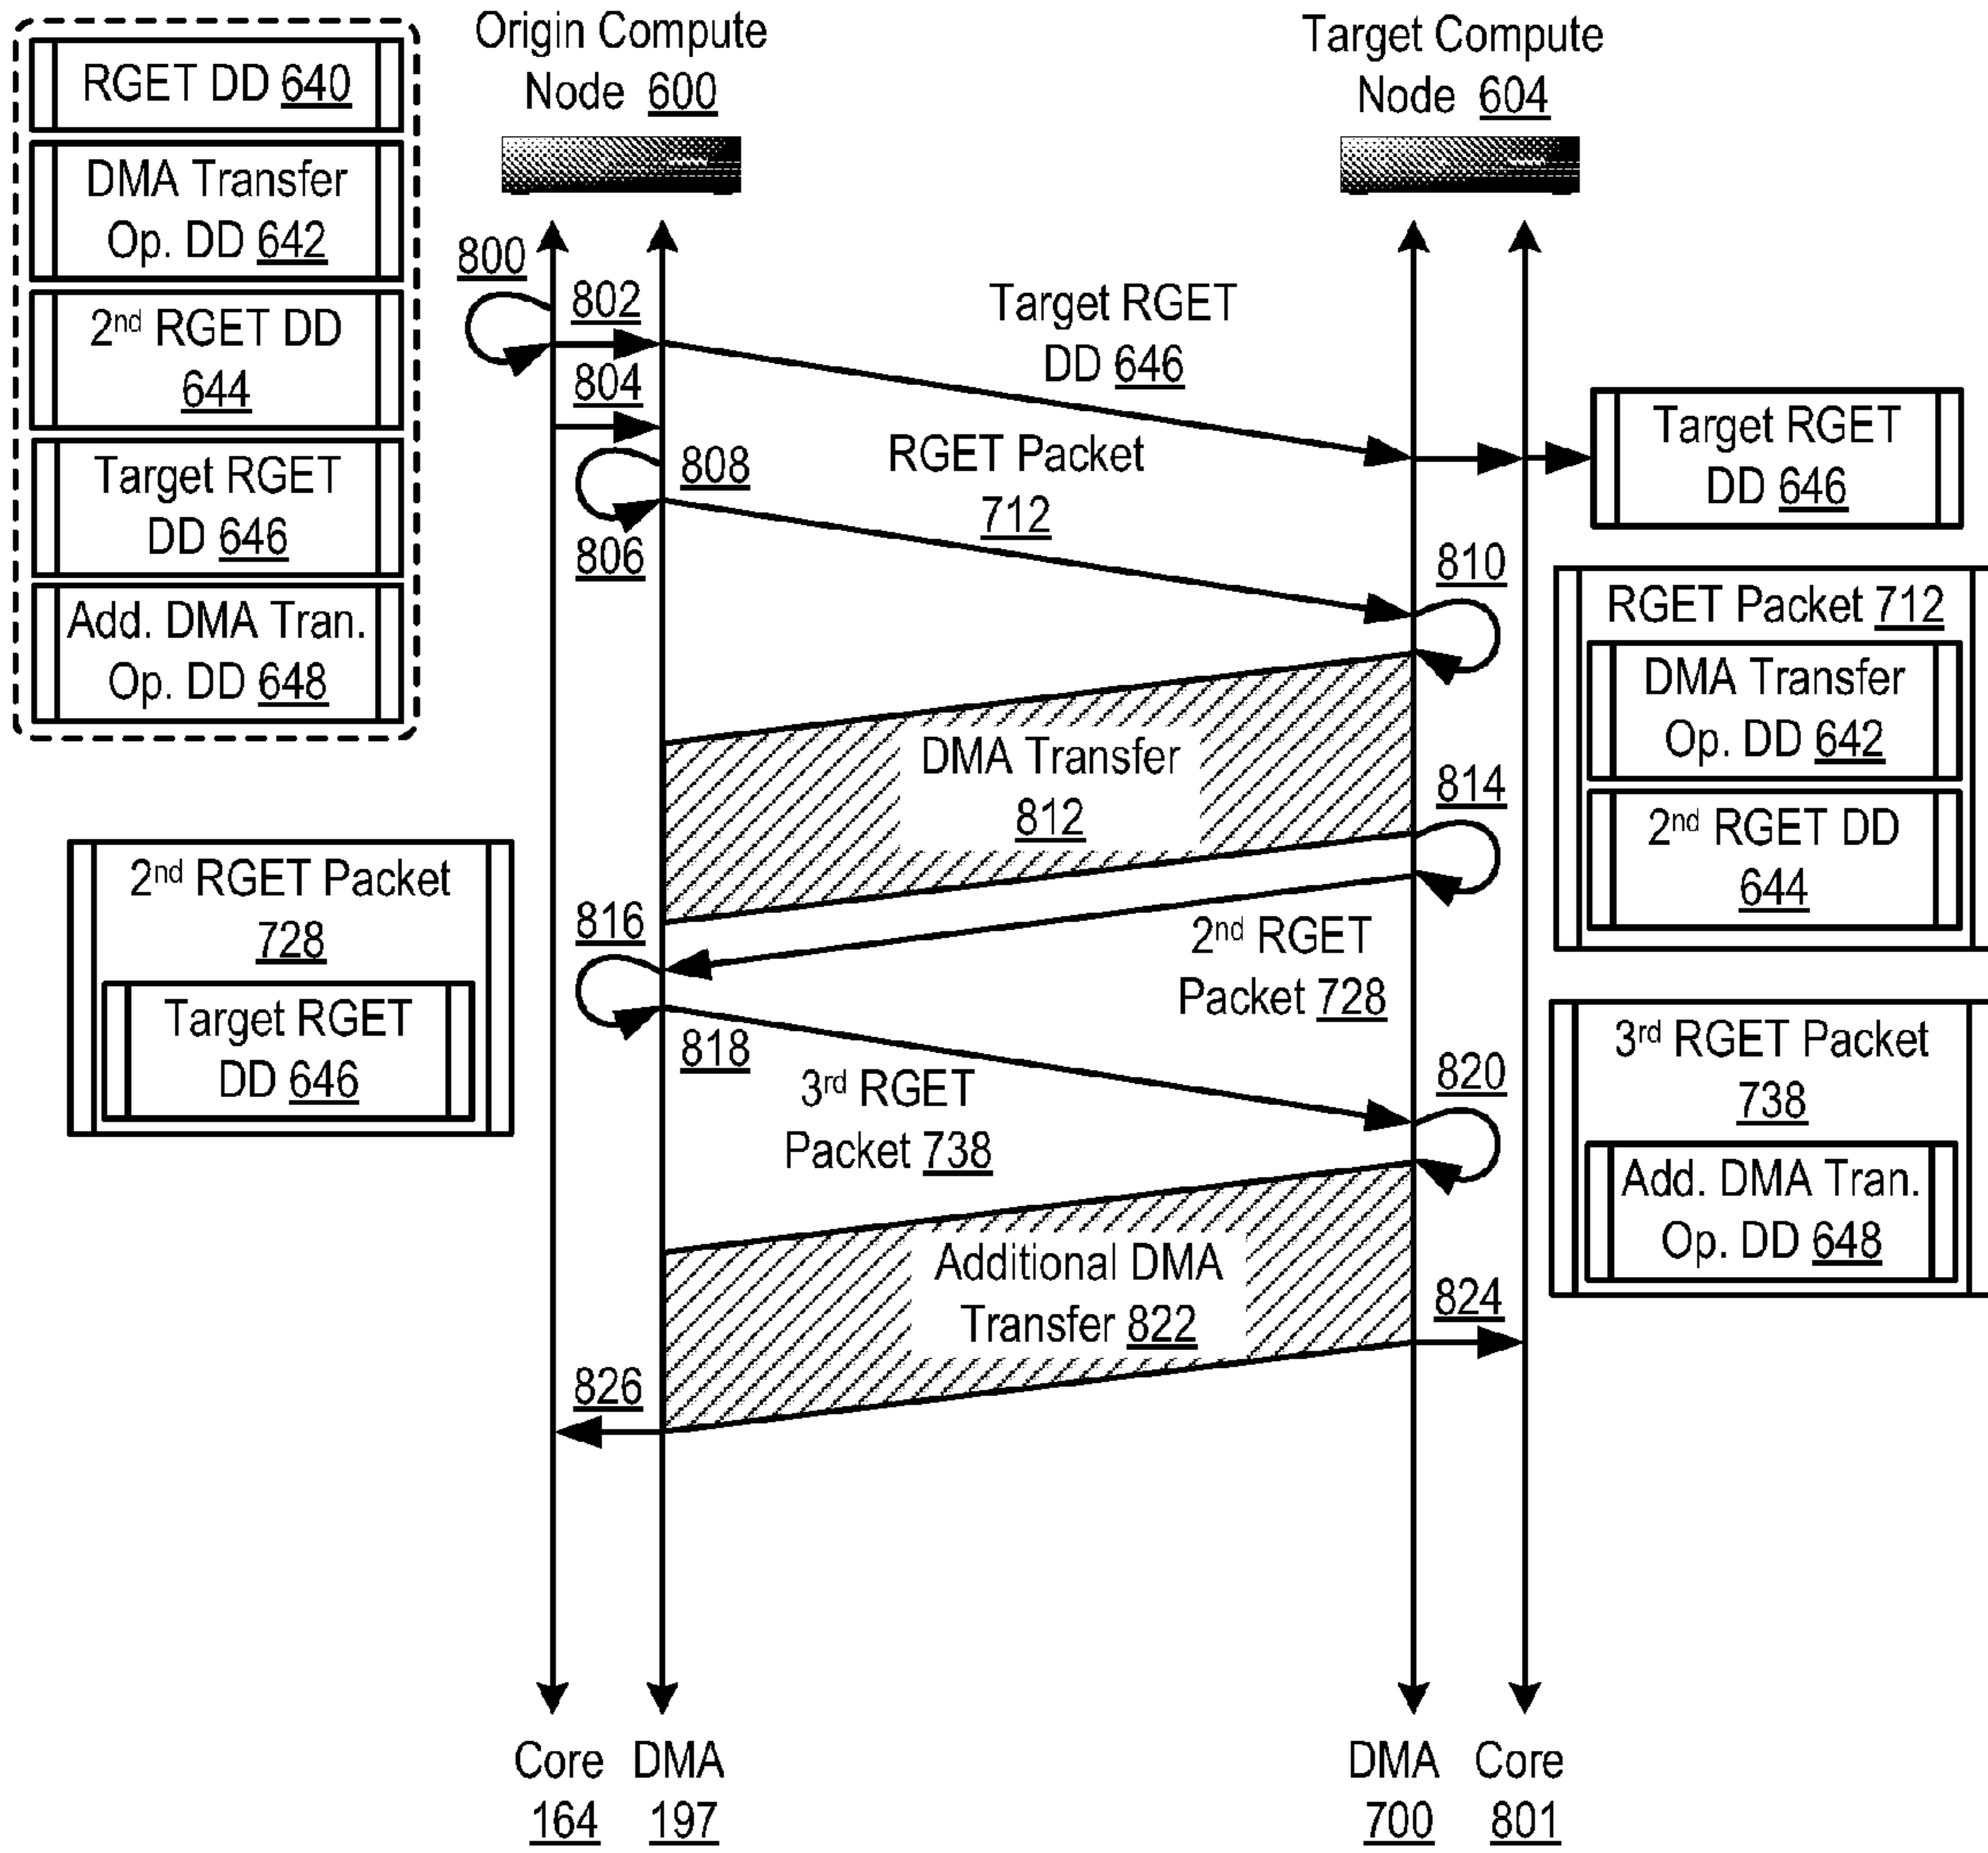 RGET DD 640
DMA Transfer
Op. DD 642
2nd RGET DD
644
Target RGET
DD 646
Add. DMA Tran.
Op. DD 648
Origin Compute
Node 600
Target Compute
Node 604
800
802
804
808
806
Target RGET
DD 646
RGET Packet
712
Target RGET
DD 646
810
RGET Packet 712
DMA Transfer
Op. DD 642
2nd RGET DD
644
DMA Transfer
812
814
2nd RGET Packet
728
Target RGET
DD 646
816
818
2nd RGET
Packet 728
3rd RGET
Packet 738
820
3rd RGET Packet
738
Add. DMA Tran.
Op. DD 648
Additional DMA
Transfer 822
824
826
Core
164
DMA
197
DMA
700
Core
801